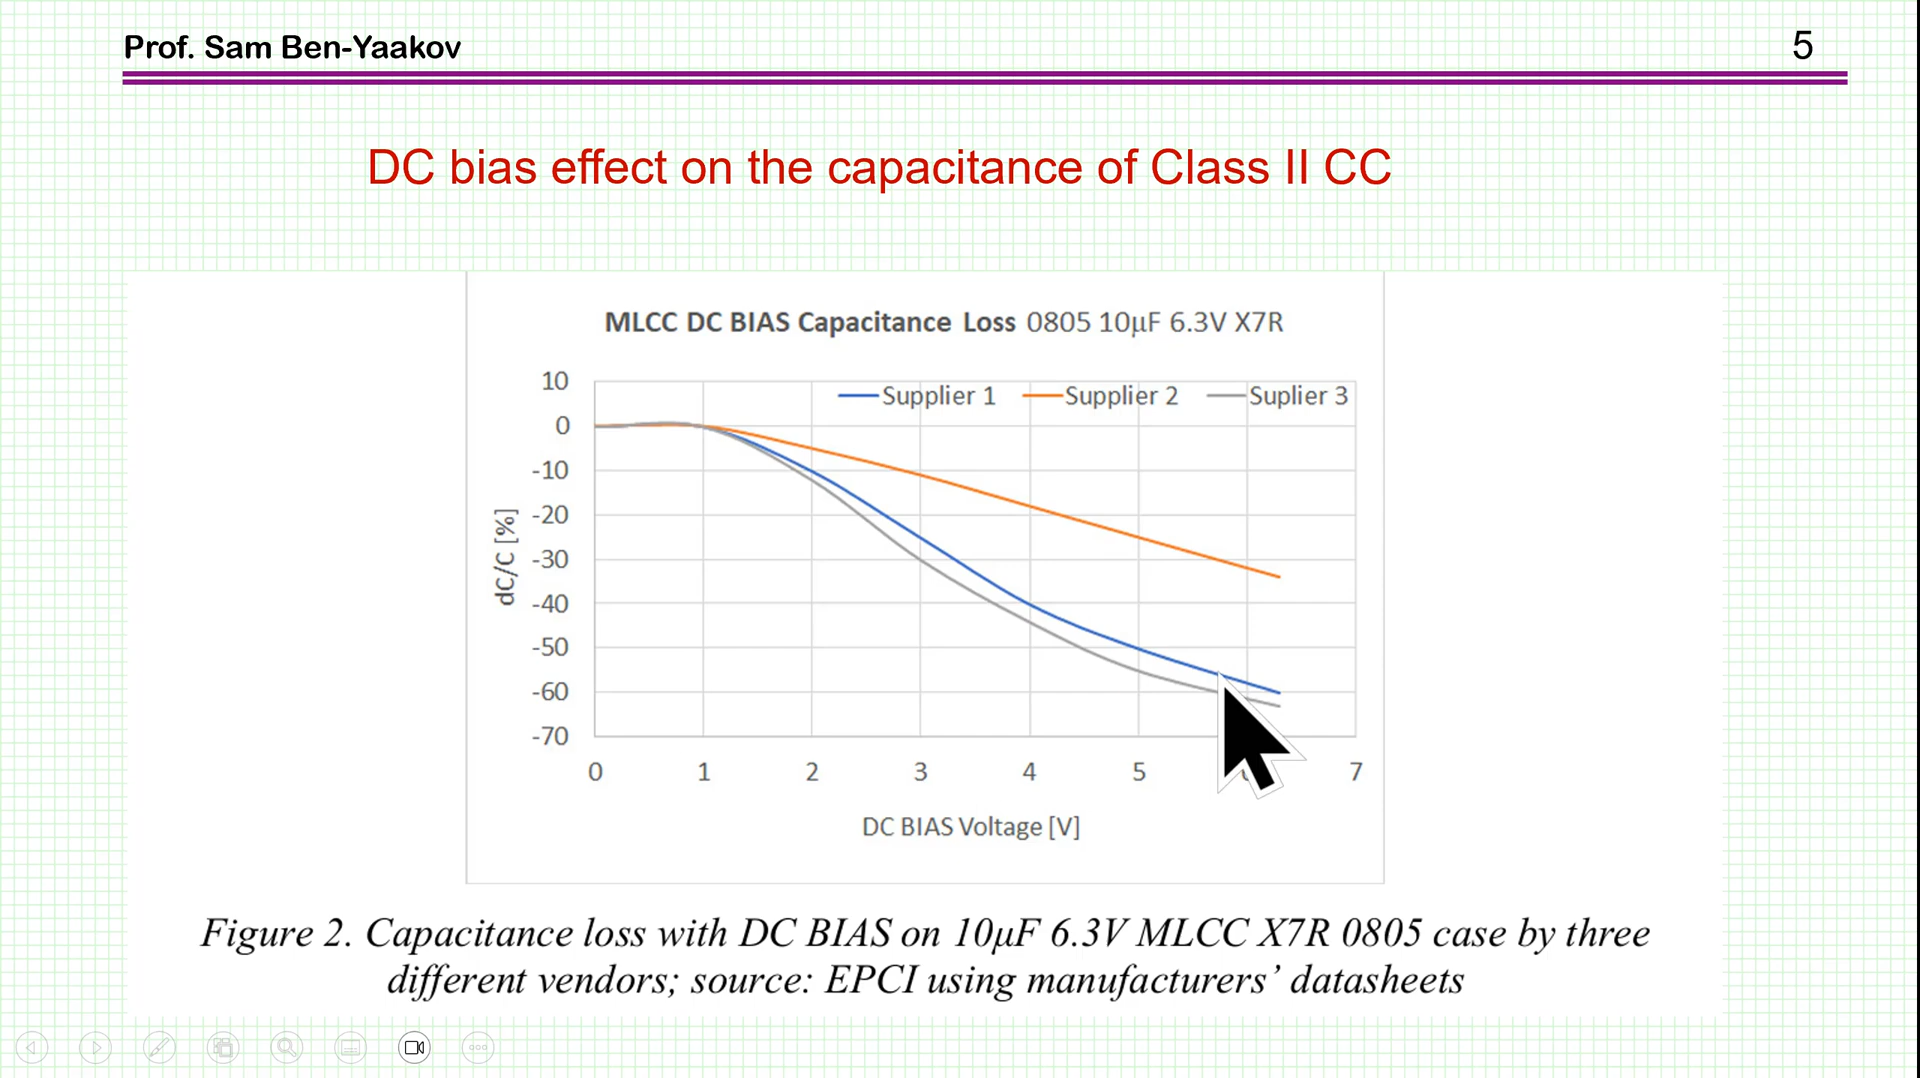 Prof. Sam Ben-Yaakov
5
DC bias effect on the capacitance of Class II CC
MLCC DC BIAS Capacitance Loss 0805 10µF 6.3V X7R
Supplier 1
Supplier 2
Suplier 3
10
0
-10
-20
-30
-40
-50
-60
-70
dC/C [%]
0 1 2 3 4 5 7
DC BIAS Voltage [V]
Figure 2. Capacitance loss with DC BIAS on 10µF 6.3V MLCC X7R 0805 case by three
different vendors; source: EPCI using manufacturers’ datasheets